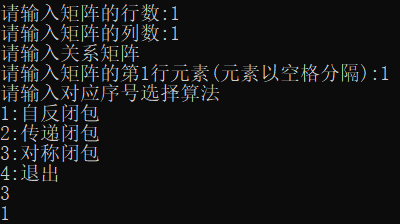 请输入矩阵的行数:1
请输入矩阵的列数:1
请输入关系矩阵
请输入矩阵的第1行元素(元素以空格分隔):1
请输入对应序号选择算法
1:自反闭包
2:传递闭包
3:对称闭包
4:退出
3
1